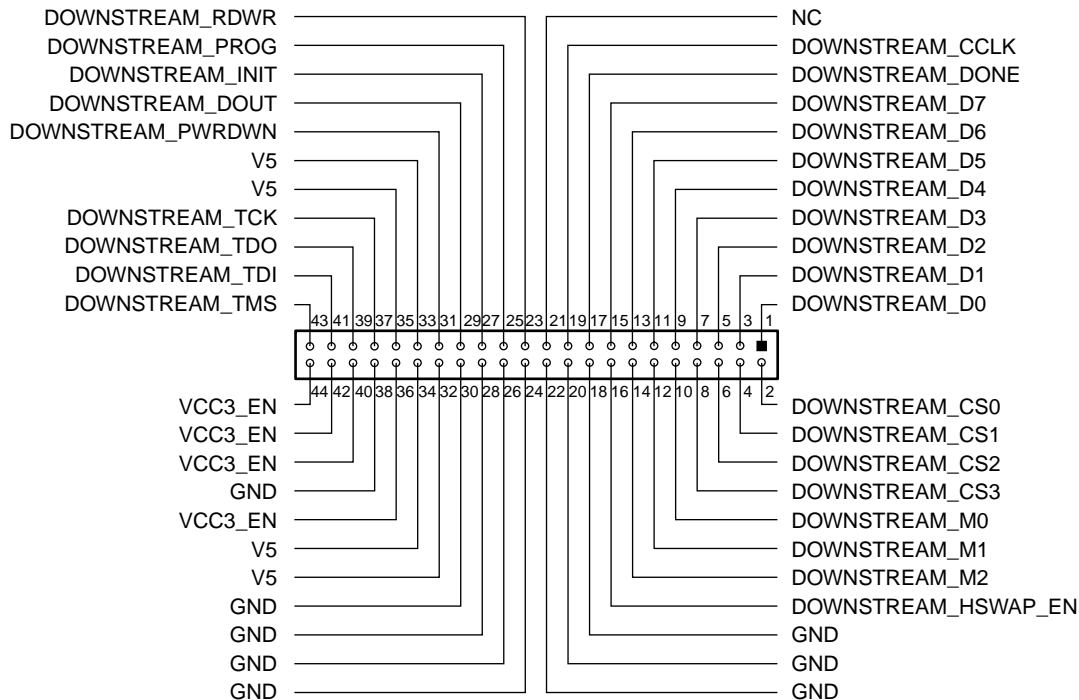 DOWNSTREAM_RDWR
DOWNSTREAM_PROG
DOWNSTREAM_INIT
DOWNSTREAM_DOUT
DOWNSTREAM_PWRDWN
V5
V5
DOWNSTREAM_TCK
DOWNSTREAM_TDO
DOWNSTREAM_TDI
DOWNSTREAM_TMS
NC
DOWNSTREAM_CCLK
DOWNSTREAM_DONE
DOWNSTREAM_D7
DOWNSTREAM_D6
DOWNSTREAM_D5
DOWNSTREAM_D4
DOWNSTREAM_D3
DOWNSTREAM_D2
DOWNSTREAM_D1
DOWNSTREAM_D0
43 41 39 37 35 33 31 29 27 25 23 21 19 17 15 13 11 9 7 5 3 1
44 42 40 38 36 34 32 30 28 26 24 22 20 18 16 14 12 10 8 6 4 2
VCC3_EN
VCC3_EN
VCC3_EN
GND
VCC3_EN
V5
V5
GND
GND
GND
GND
DOWNSTREAM_CS0
DOWNSTREAM_CS1
DOWNSTREAM_CS2
DOWNSTREAM_CS3
DOWNSTREAM_M0
DOWNSTREAM_M1
DOWNSTREAM_M2
DOWNSTREAM_HSWAP_EN
GND
GND
GND